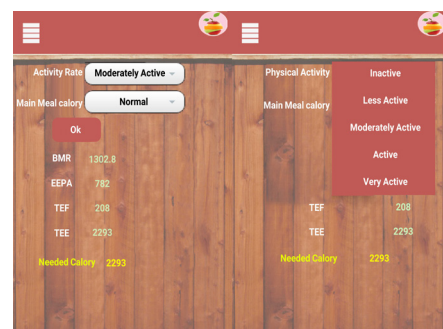 Activity Rate Moderately Active
Main Meal calory Normal
Ok
BMR 1302.8
EEPA 782
TEF 208
TEE 2293
Needed Calory 2293
Physical Activity
Main Meal calory
Inactive
Less Active
Moderately Active
Active
Very Active
TEF 208
TEE 2293
Needed Calory 2293